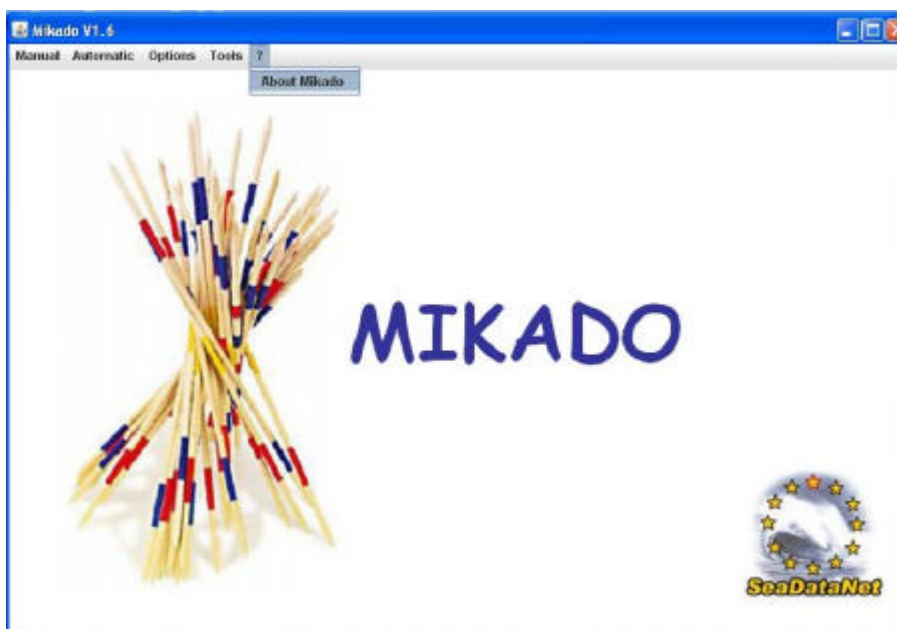 Mikado V1.6
Manual Automatic Options Tools ?
About Mikado
MIKADO
SeaDataNet